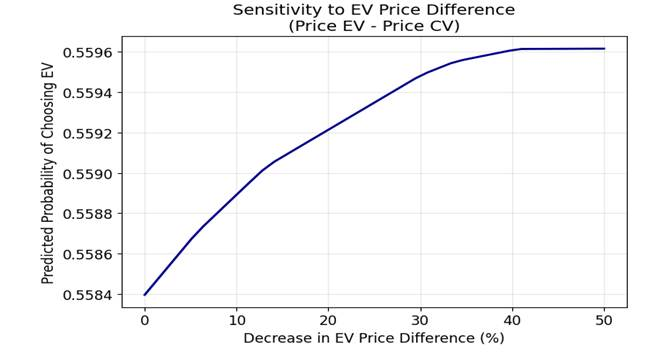 Sensitivity to EV Price Difference
(Price EV - Price CV)
Predicted Probability of Choosing EV
0.5596
0.5594
0.5592
0.5590
0.5588
0.5586
0.5584
0 10 20 30 40 50
Decrease in EV Price Difference (%)